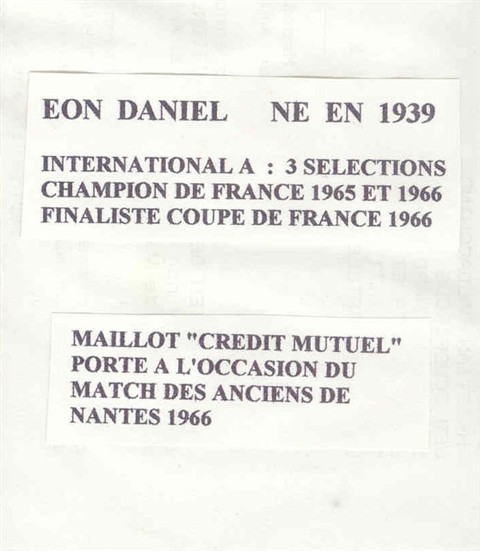 EON DANIEL NE EN 1939
INTERNATIONAL A : 3 SELECTIONS
CHAMPION DE FRANCE 1965 ET 1966
FINALISTE COUPE DE FRANCE 1966
MAILLOT "CREDIT MUTUEL"
PORTE A L'OCCASION DU
MATCH DES ANCIENS DE
NANTES 1966